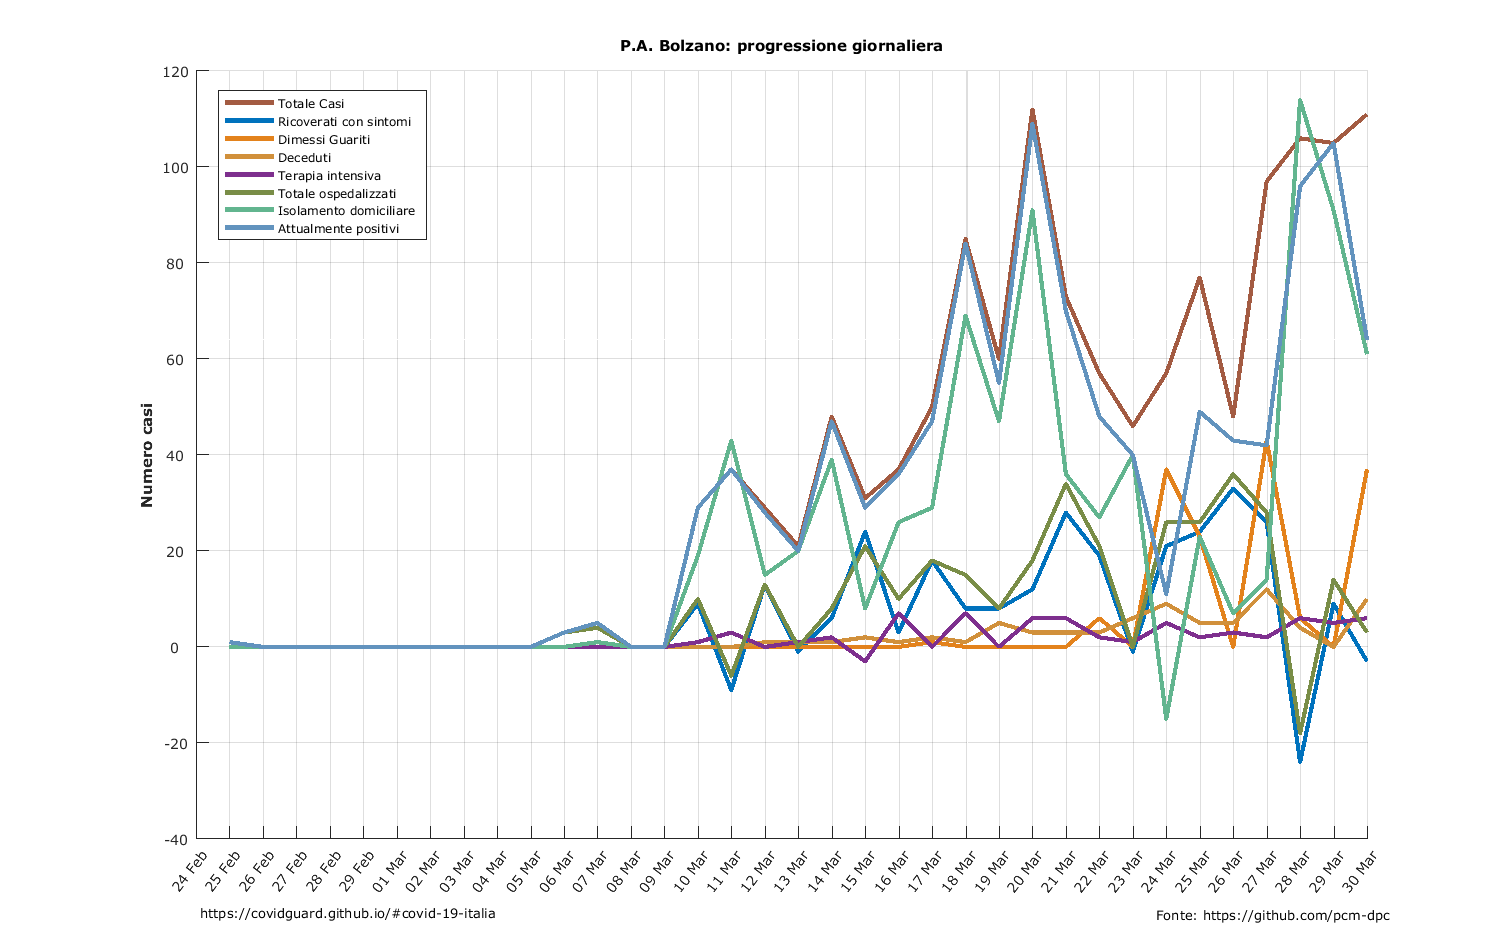 P.A. Bolzano: progressione giornaliera
120
100
80
60
40
20
0
-20
-40
Numero casi
Totale Casi
Ricoverati con sintomi
Dimessi Guariti
Deceduti
Terapia intensiva
Totale ospedalizzati
Isolamento domiciliare
Attualmente positivi
24 Feb
25 Feb
26 Feb
27 Feb
28 Feb
29 Feb
01 Mar
02 Mar
03 Mar
04 Mar
05 Mar
06 Mar
07 Mar
08 Mar
09 Mar
10 Mar
11 Mar
12 Mar
13 Mar
14 Mar
15 Mar
16 Mar
17 Mar
18 Mar
19 Mar
20 Mar
21 Mar
22 Mar
23 Mar
24 Mar
25 Mar
26 Mar
27 Mar
28 Mar
29 Mar
30 Mar
https://covidguard.github.io/#covid-19-italia
Fonte: https://github.com/pcm-dpc